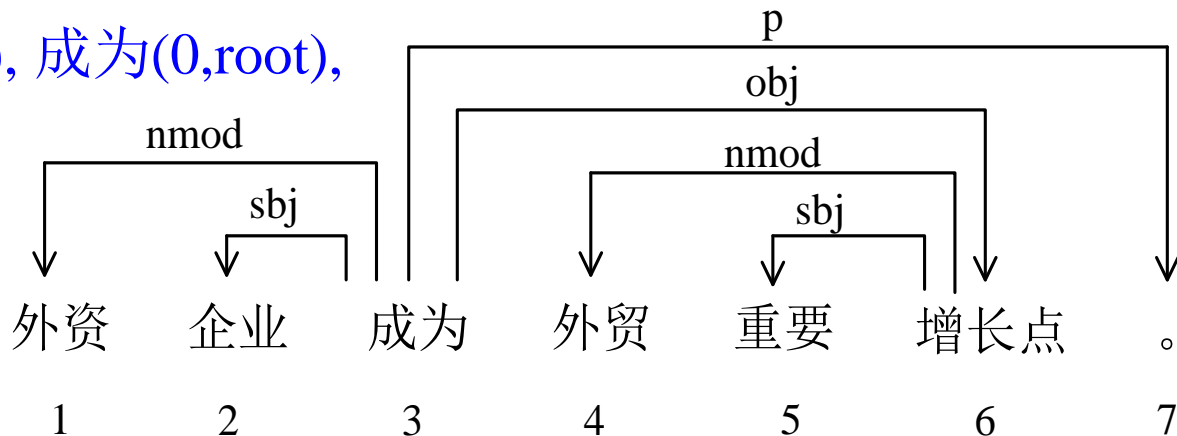 p
), 成为(0,root),
obj
nmod
nmod
sbj
sbj
外资 企业 成为 外贸 重要 增长点 。
1 2 3 4 5 6 7